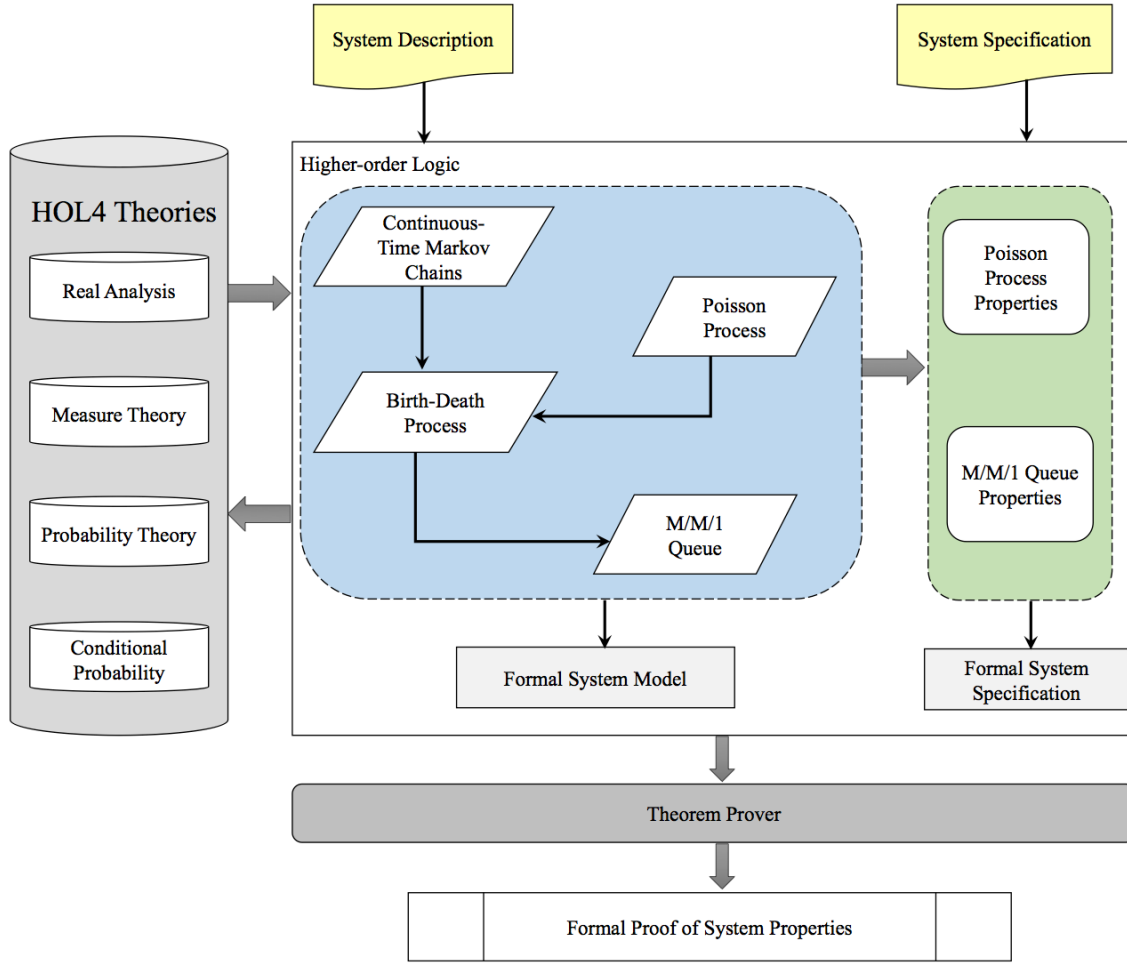 System Description
System Specification
Higher-order Logic
HOL4 Theories
Real Analysis
Measure Theory
Probability Theory
Conditional
Probability
Continuous-
Time Markov
Chains
Poisson
Process
Birth-Death
Process
M/M/1
Queue
Poisson
Process
Properties
M/M/1 Queue
Properties
Formal System Model
Formal System
Specification
Theorem Prover
Formal Proof of System Properties